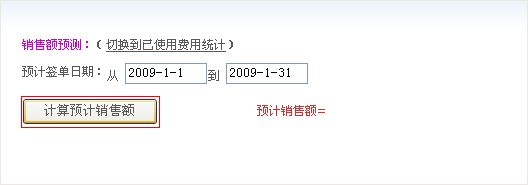 销售额预测：（ 切换到已使用费用统计 ）
预计签单日期：从 2009-1-1 到 2009-1-31
计算预计销售额 预计销售额=